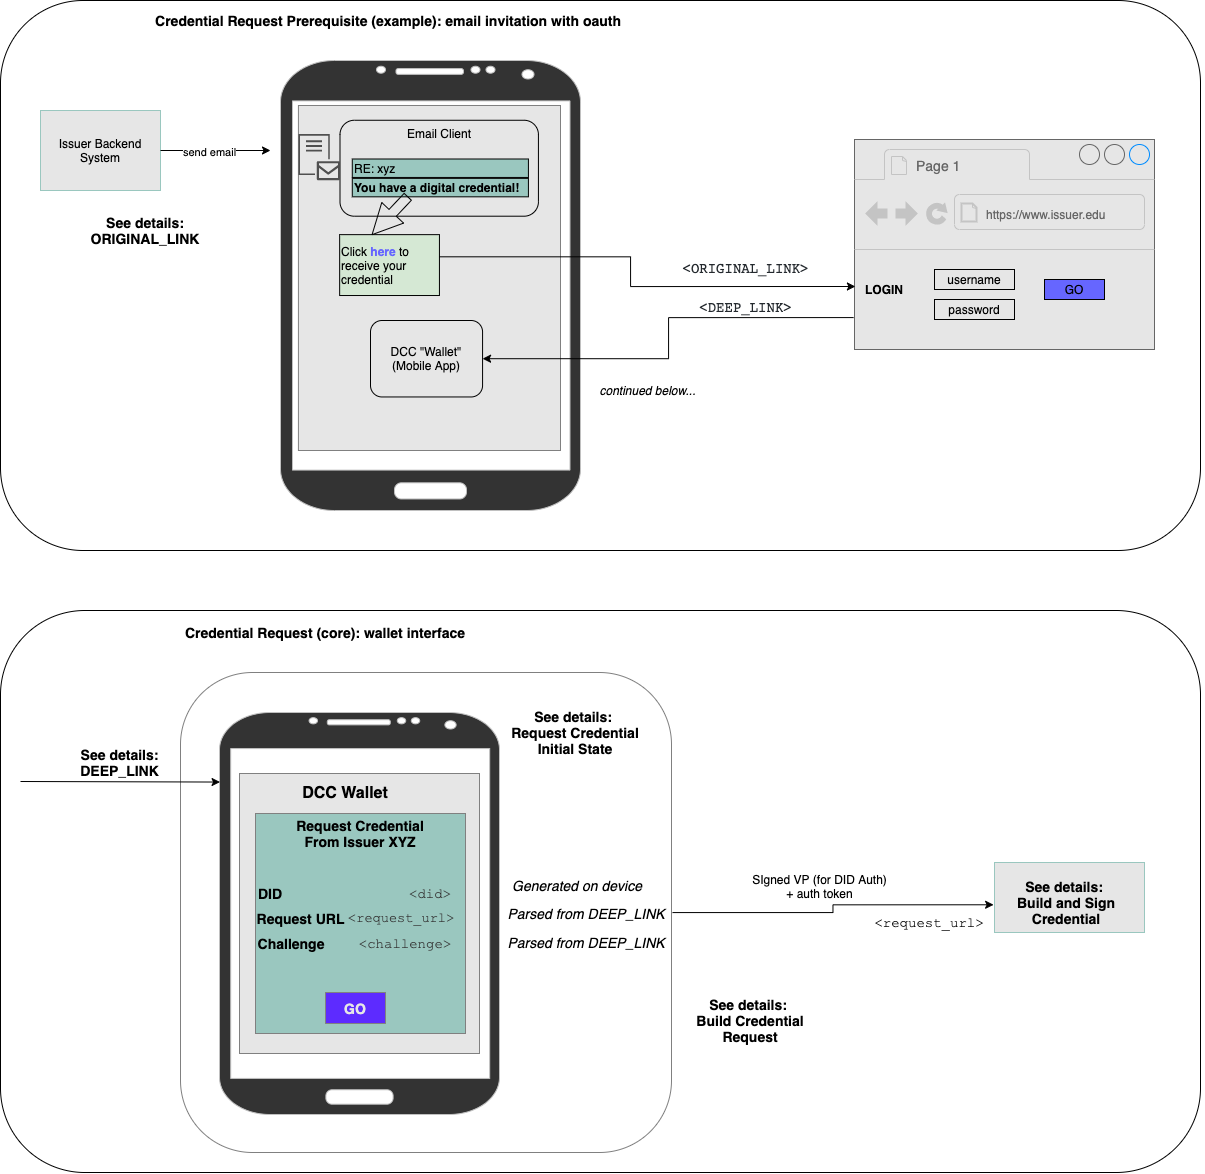 Credential Request Prerequisite (example): email invitation with oauth
Issuer Backend
System
send email
See details:
ORIGINAL_LINK
Email Client
RE: xyz
You have a digital credential!
Click here to
receive your
credential
DCC "Wallet"
(Mobile App)
<ORIGINAL_LINK>
<DEEP_LINK>
continued below...
Page 1
https://www.issuer.edu
LOGIN
username
password
GO
Credential Request (core): wallet interface
See details:
DEEP_LINK
See details:
Request Credential
Initial State
DCC Wallet
Request Credential
From Issuer XYZ
DID <did>
Request URL <request_url>
Challenge <challenge>
GO
Generated on device
Parsed from DEEP_LINK
Parsed from DEEP_LINK
SIgned VP (for DID Auth)
+ auth token
<request_url>
See details:
Build and Sign
Credential
See details:
Build Credential
Request